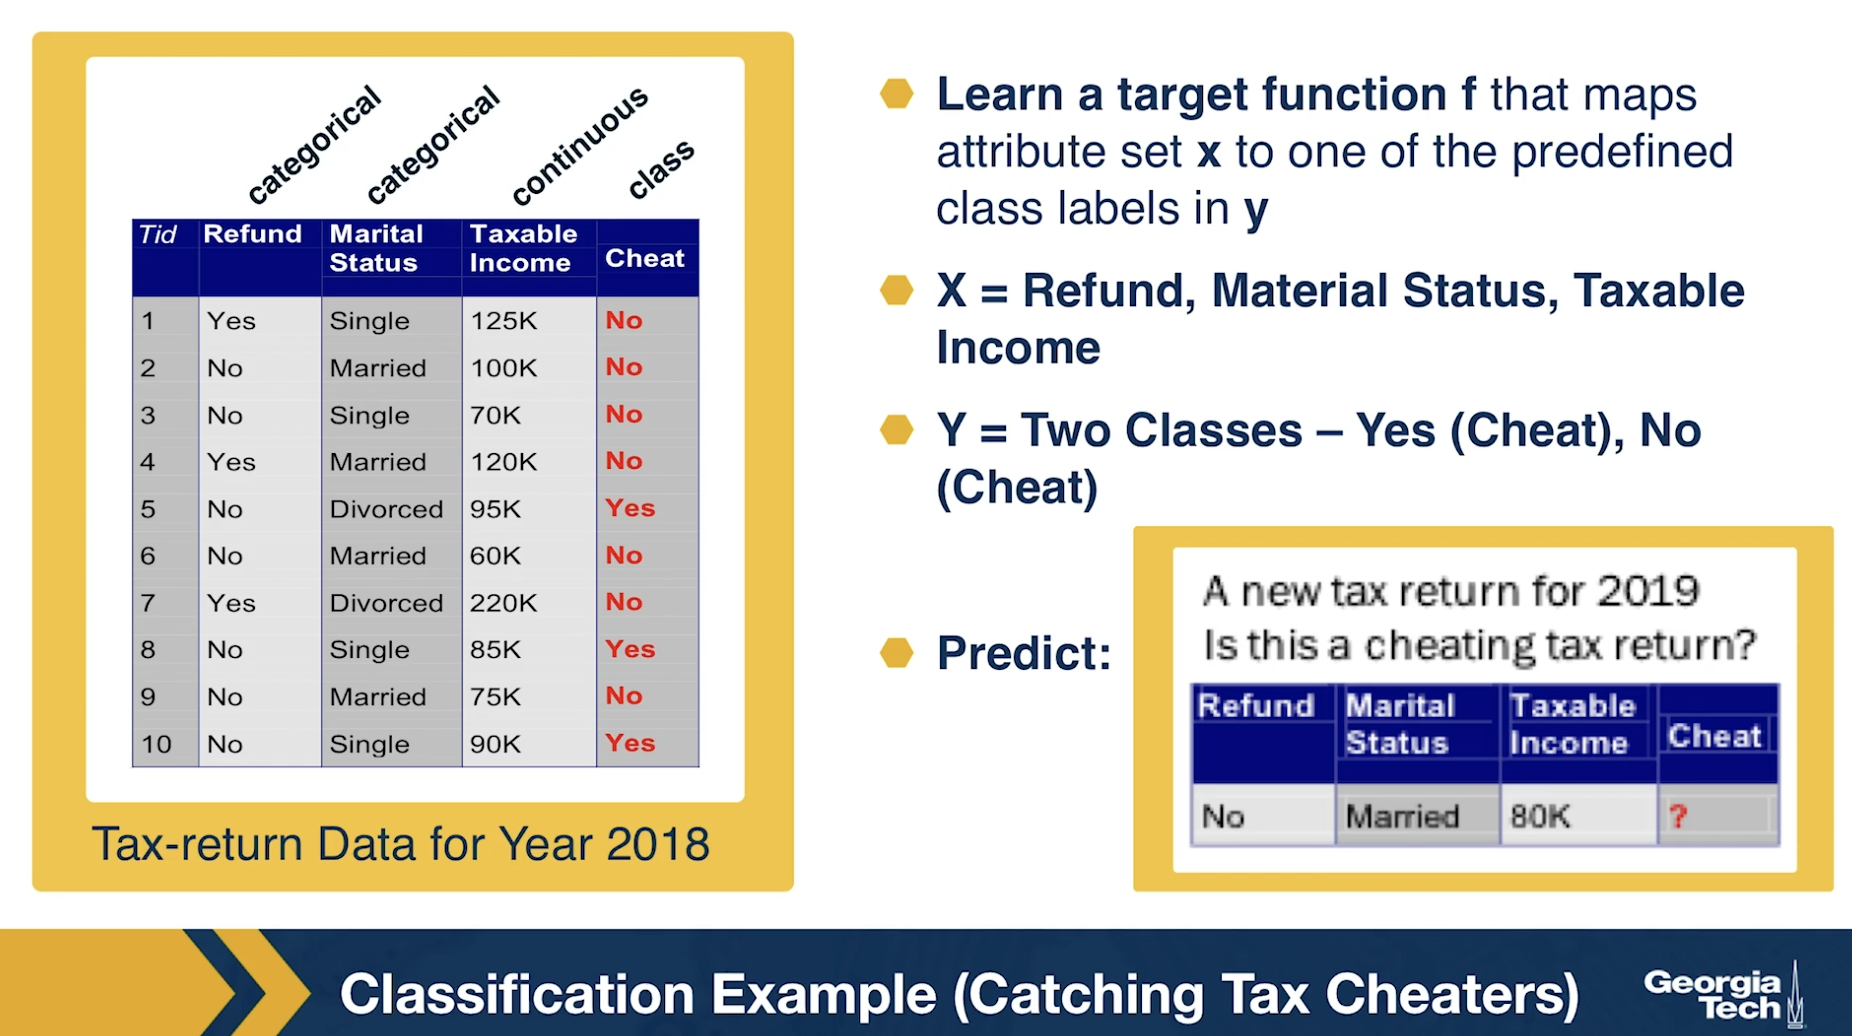 categorical
categorical
continuous
class
Tid Refund Marital Status Taxable Income Cheat
1 Yes Single 125K No
2 No Married 100K No
3 No Single 70K No
4 Yes Married 120K No
5 No Divorced 95K Yes
6 No Married 60K No
7 Yes Divorced 220K No
8 No Single 85K Yes
9 No Married 75K No
10 No Single 90K Yes
Tax-return Data for Year 2018
Learn a target function f that maps
attribute set x to one of the predefined
class labels in y
X = Refund, Material Status, Taxable
Income
Y = Two Classes – Yes (Cheat), No
(Cheat)
Predict:
A new tax return for 2019
Is this a cheating tax return?
Refund Marital Status Taxable Income Cheat
No Married 80K ?
Classification Example (Catching Tax Cheaters)
Georgia
Tech